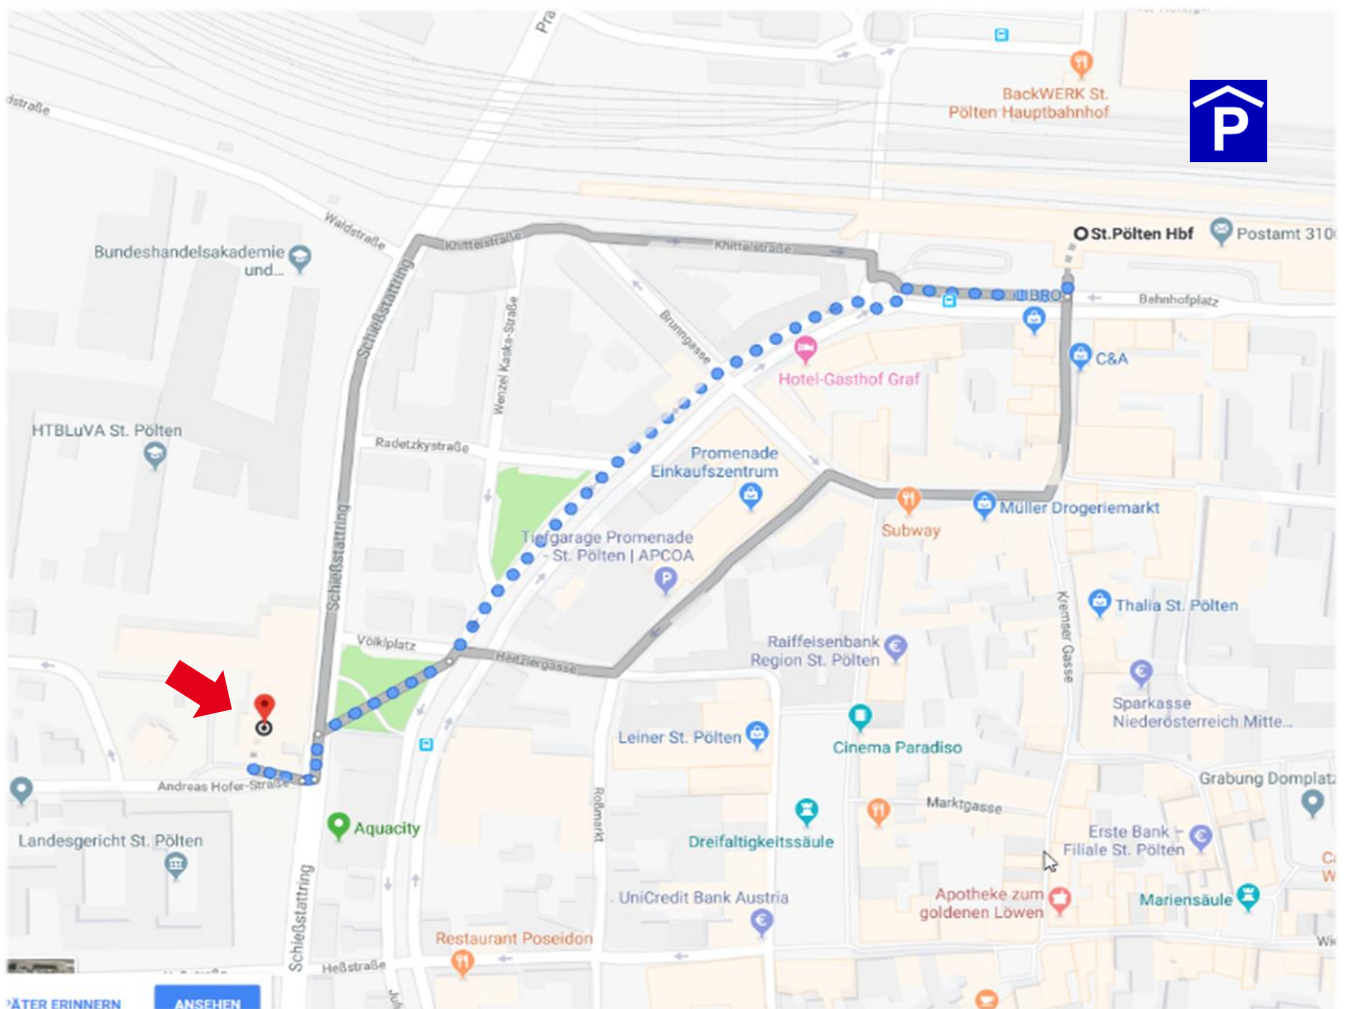 Pra
BackWERK St.
Pölten Hauptbahnhof
P
Waldstraße
Bundeshandelsakademie
und...
Khittelstraße
Khittelstraße
St.Pölten Hbf
Postamt 310
LIBRO
Bahnhofplatz
Schießstattring
Brunngasse
Wenzel Kaska-Straße
Hotel-Gasthof Graf
C&A
HTBLuVA St. Pölten
Radetzkystraße
Promenade
Einkaufszentrum
Subway
Müller Drogeriemarkt
Tiefgarage Promenade
- St. Pölten | APCOA
P
Schießstattring
Thalia St. Pölten
Kremser Gasse
Völklplatz
Heitzlergasse
Raiffeisenbank
Region St. Pölten
Sparkasse
Niederösterreich Mitte...
Leiner St. Pölten
Cinema Paradiso
Andreas Hofer-Straße
Grabung Domplatz
Roßmarkt
Marktgasse
Aquacity
Landesgericht St. Pölten
Dreifaltigkeitssäule
Erste Bank –
Filiale St. Pölten
Schießstattring
UniCredit Bank Austria
Apotheke zum
goldenen Löwen
Mariensäule
Restaurant Poseidon
Heßstraße
PÄTER ERINNERN
ANSEHEN